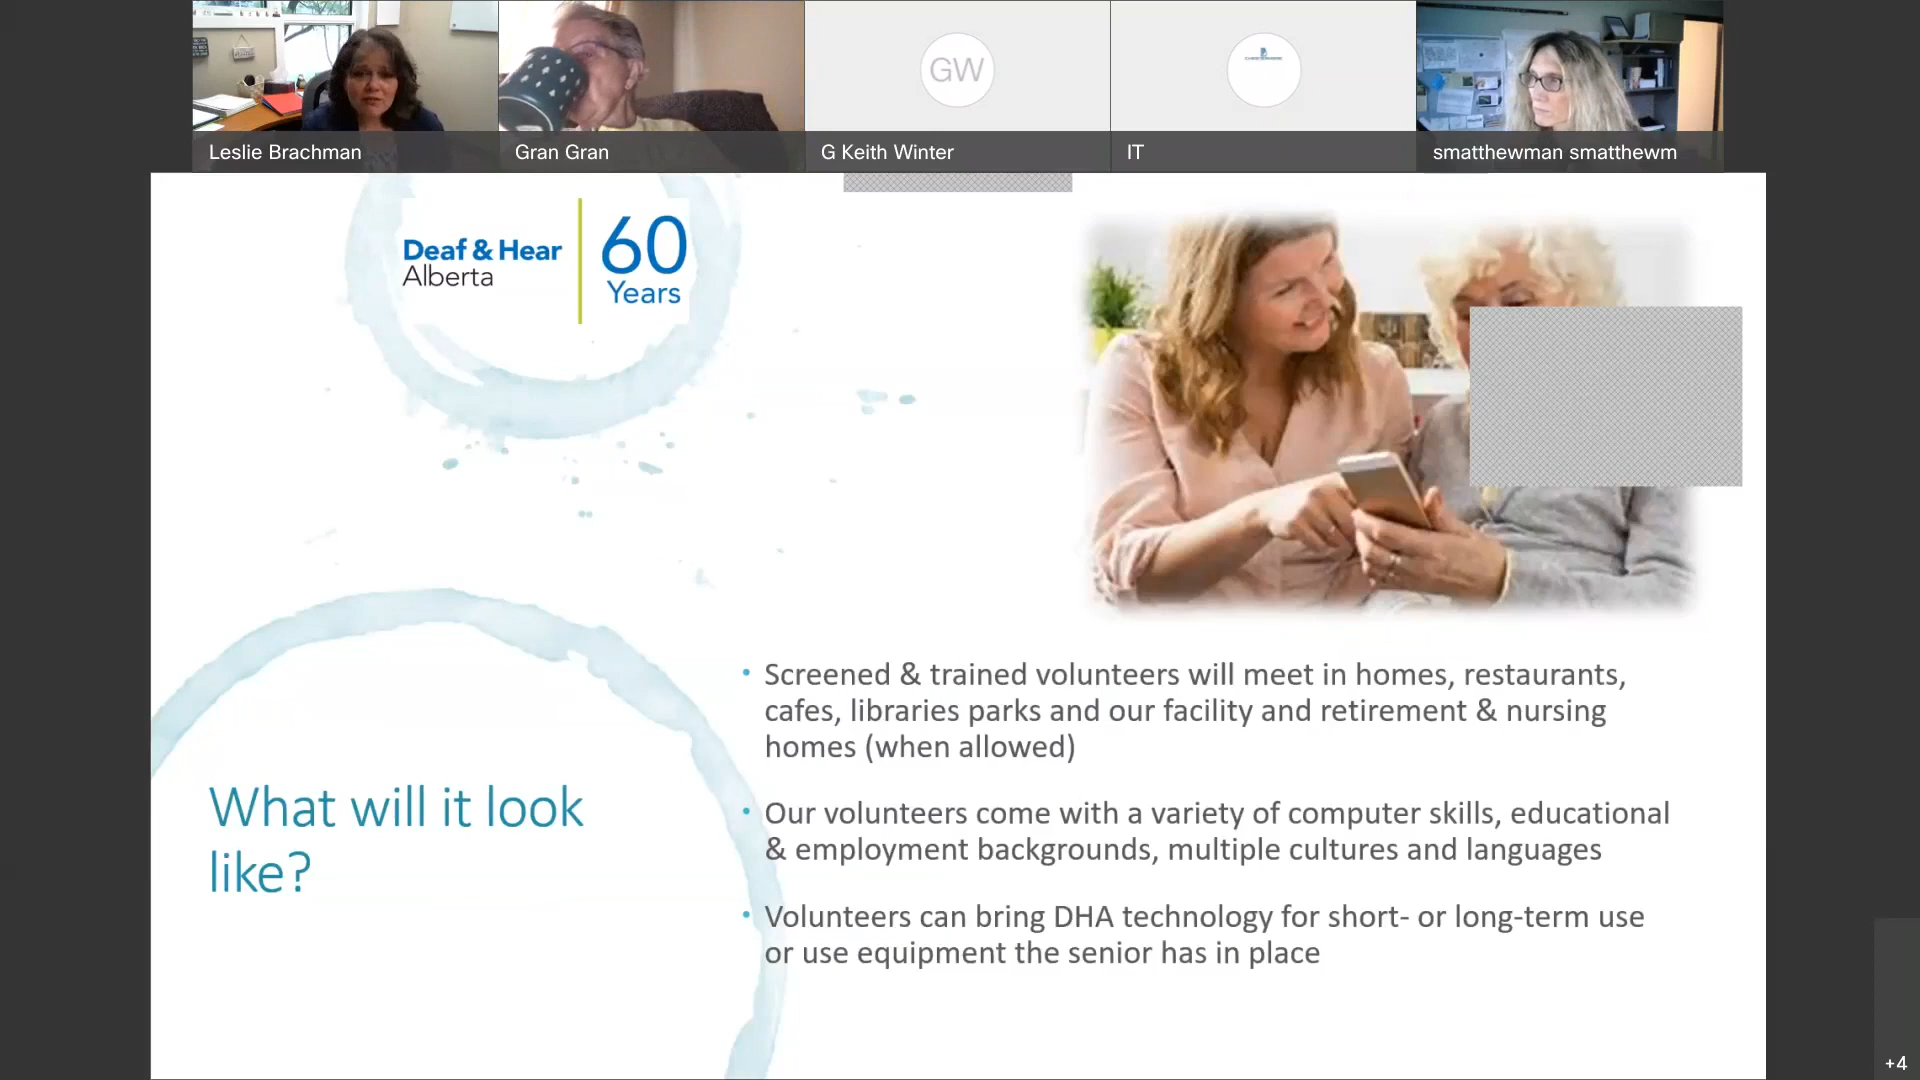 Leslie Brachman
Gran Gran
GW
G Keith Winter
IT
smatthewman smatthewm
Deaf & Hear
Alberta
60
Years
• Screened & trained volunteers will meet in homes, restaurants,
cafes, libraries parks and our facility and retirement & nursing
homes (when allowed)
What will it look
like?
• Our volunteers come with a variety of computer skills, educational
& employment backgrounds, multiple cultures and languages
• Volunteers can bring DHA technology for short- or long-term use
or use equipment the senior has in place
+4